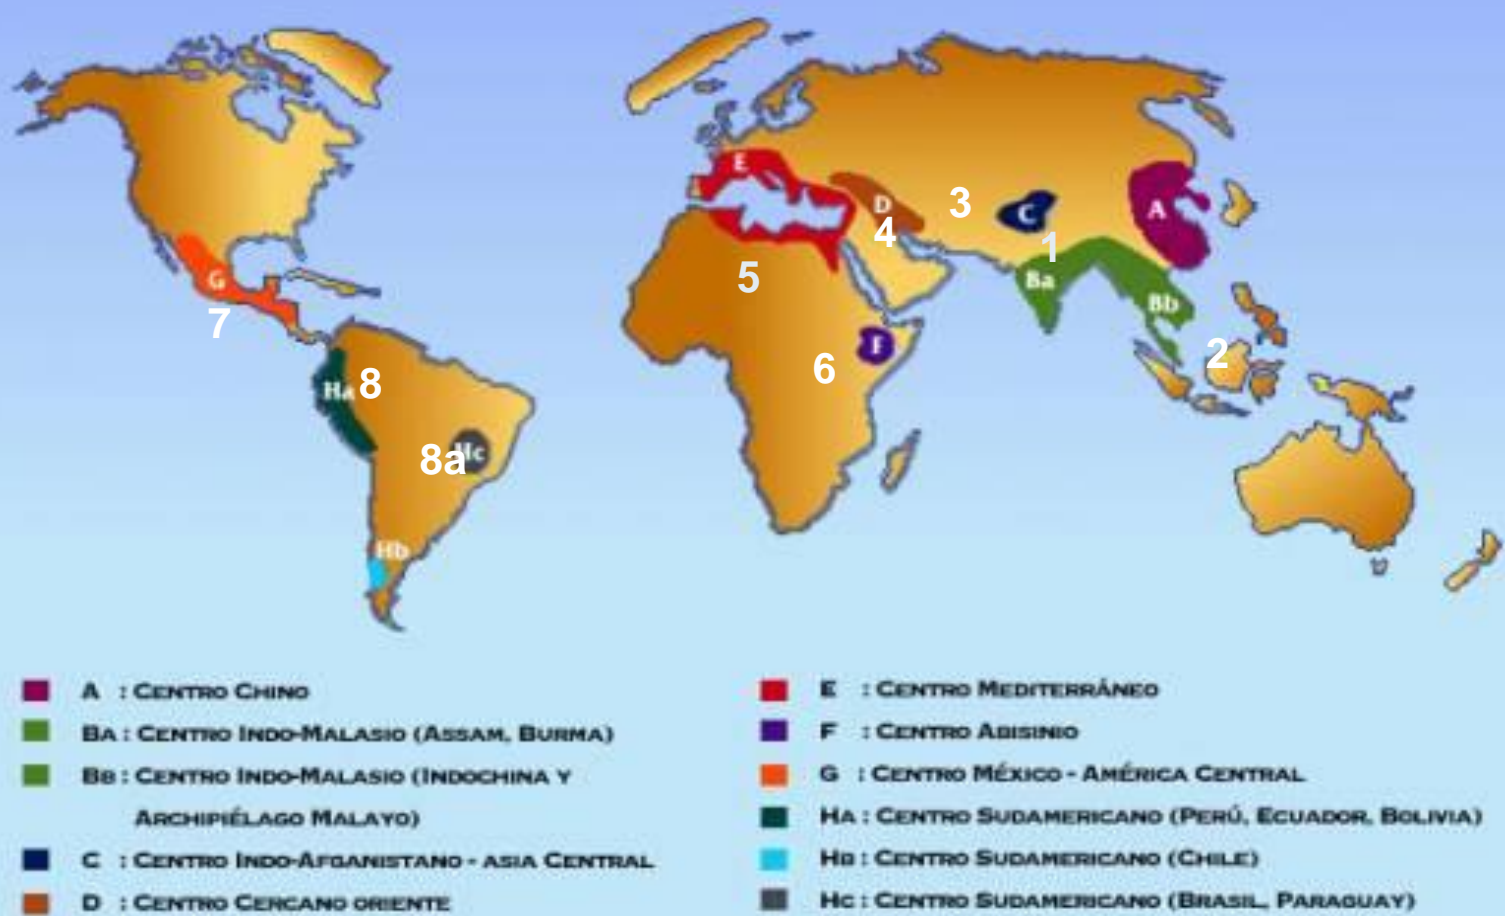 E
D
3
C
A
4
1
G
5
Ba
Bb
7
F
2
6
Ha 8
8a Hc
Hb
A : CENTRO CHINO
BA : CENTRO INDO-MALASIO (ASSAM, BURMA)
BB : CENTRO INDO-MALASIO (INDOCHINA Y
ARCHIPIÉLAGO MALAYO)
C : CENTRO INDO-AFGANISTANO - ASIA CENTRAL
D : CENTRO CERCANO ORIENTE
E : CENTRO MEDITERRÁNEO
F : CENTRO ABISINIO
G : CENTRO MÉXICO - AMÉRICA CENTRAL
HA : CENTRO SUDAMERICANO (PERÚ, ECUADOR, BOLIVIA)
HB : CENTRO SUDAMERICANO (CHILE)
HC : CENTRO SUDAMERICANO (BRASIL, PARAGUAY)